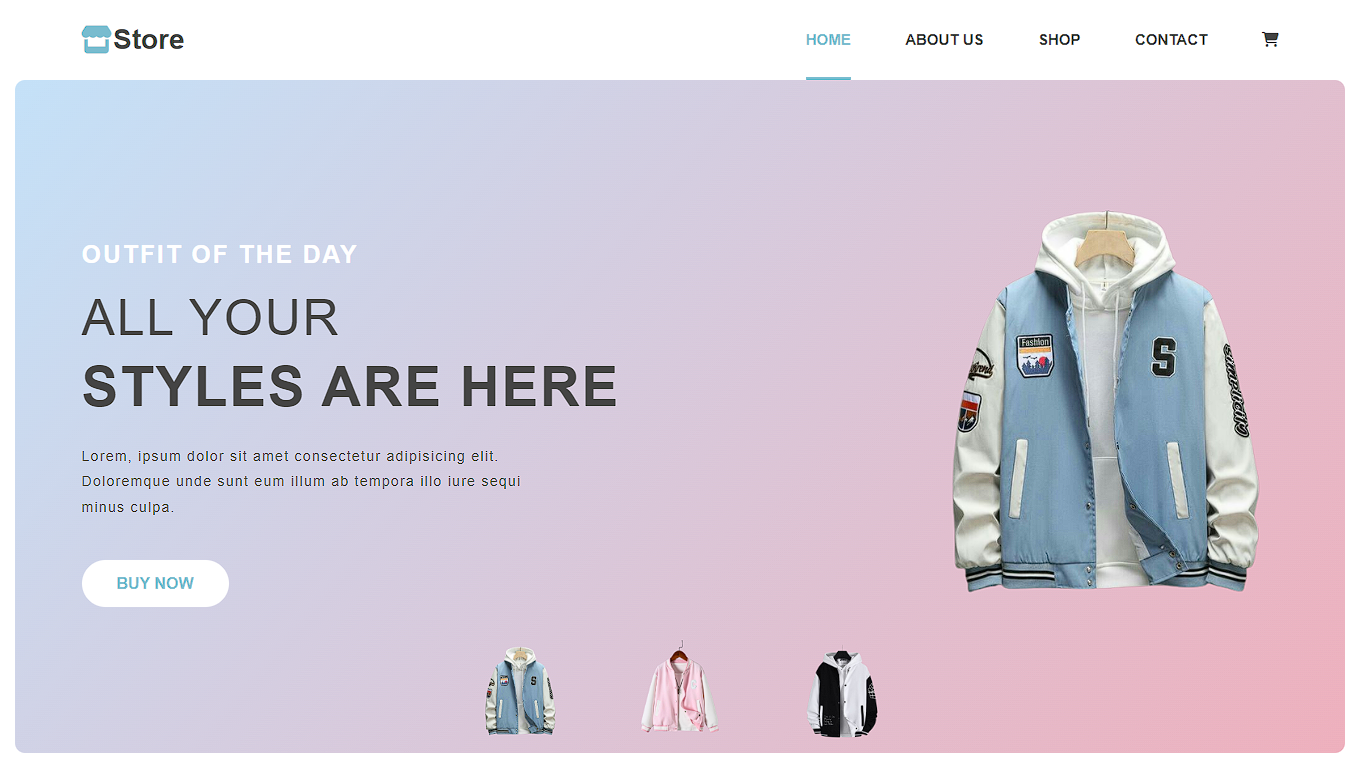 Store
HOME ABOUT US SHOP CONTACT
OUTFIT OF THE DAY
ALL YOUR
STYLES ARE HERE
Lorem, ipsum dolor sit amet consectetur adipisicing elit.
Doloremque unde sunt eum illum ab tempora illo iure sequi
minus culpa.
BUY NOW
Fashion
S
S